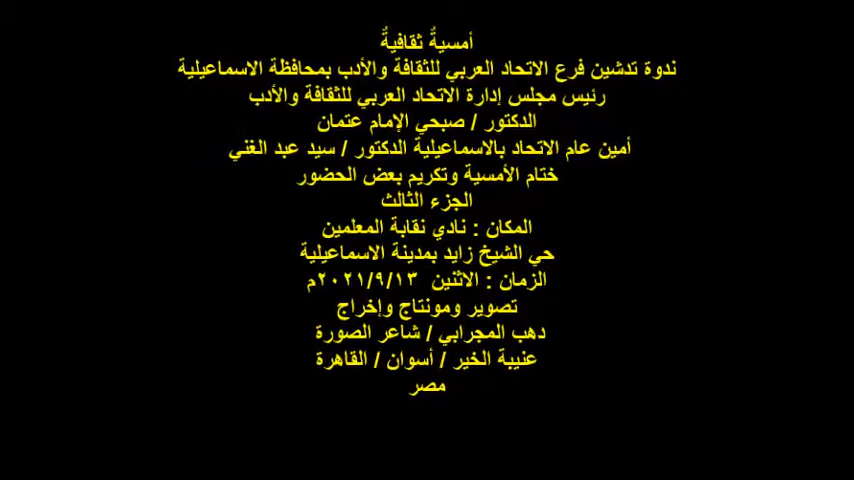 أمسيةٌ ثقافيةٌ
ندوة تدشين فرع الاتحاد العربي للثقافة والأدب بمحافظة الاسماعيلية
رئيس مجلس إدارة الاتحاد العربي للثقافة والأدب
الدكتور / صبحي الإمام عتمان
أمين عام الاتحاد بالاسماعيلية الدكتور / سيد عبد الغني
ختام الأمسية وتكريم بعض الحضور
الجزء الثالث
المكان : نادي نقابة المعلمين
حي الشيخ زايد بمدينة الاسماعيلية
الزمان : الاثنين ٢٠٢١/٩/١٣م
تصوير ومونتاج وإخراج
دهب المجرابي / شاعر الصورة
عنيبة الخير / أسوان / القاهرة
مصر